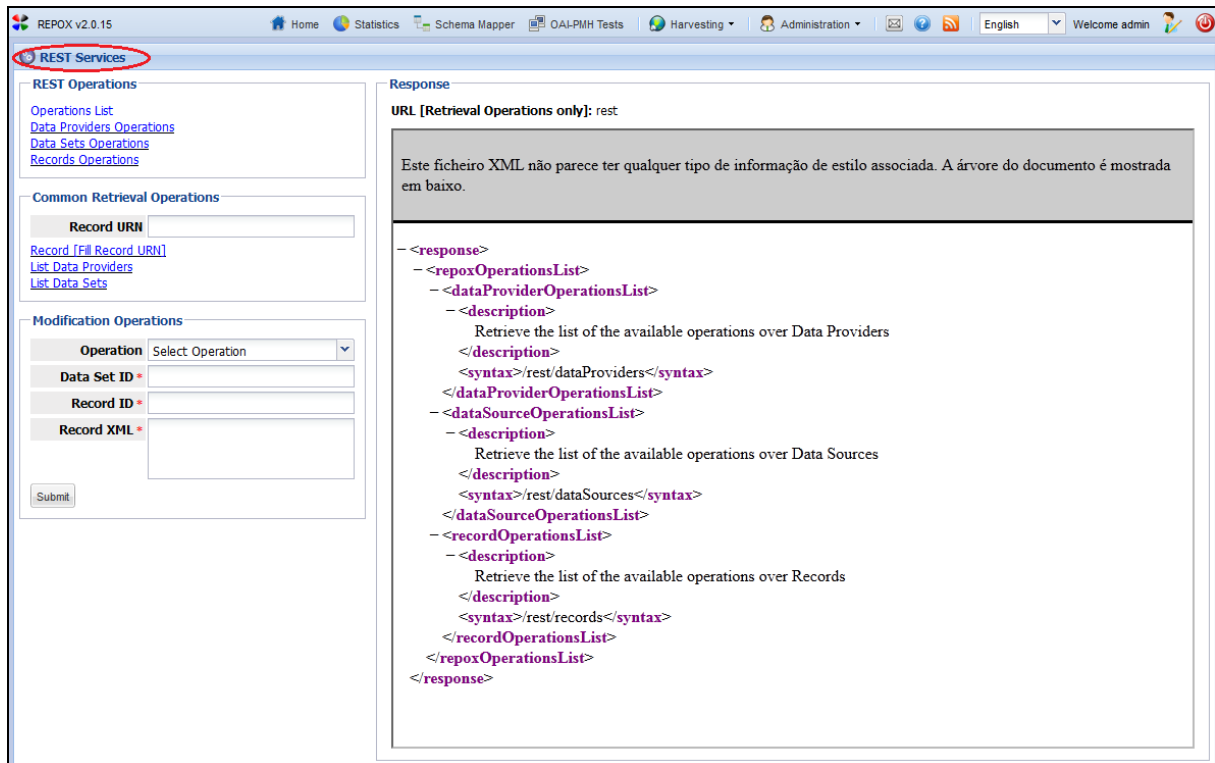 REPOX v2.0.15
Home
Statistics
Schema Mapper
OAI-PMH Tests
Harvesting
Administration
English
Welcome admin
REST Services
REST Operations
Operations List
Data Providers Operations
Data Sets Operations
Records Operations
Common Retrieval Operations
Record URN
Record [Fill Record URN]
List Data Providers
List Data Sets
Modification Operations
Operation Select Operation
Data Set ID *
Record ID *
Record XML *
Submit
Response
URL [Retrieval Operations only]: rest
Este ficheiro XML não parece ter qualquer tipo de informação de estilo associada. A árvore do documento é mostrada
em baixo.
− <response>
− <repoxOperationsList>
− <dataProviderOperationsList>
− <description>
Retrieve the list of the available operations over Data Providers
</description>
<syntax>/rest/dataProviders</syntax>
</dataProviderOperationsList>
− <dataSourceOperationsList>
− <description>
Retrieve the list of the available operations over Data Sources
</description>
<syntax>/rest/dataSources</syntax>
</dataSourceOperationsList>
− <recordOperationsList>
− <description>
Retrieve the list of the available operations over Records
</description>
<syntax>/rest/records</syntax>
</recordOperationsList>
</repoxOperationsList>
</response>